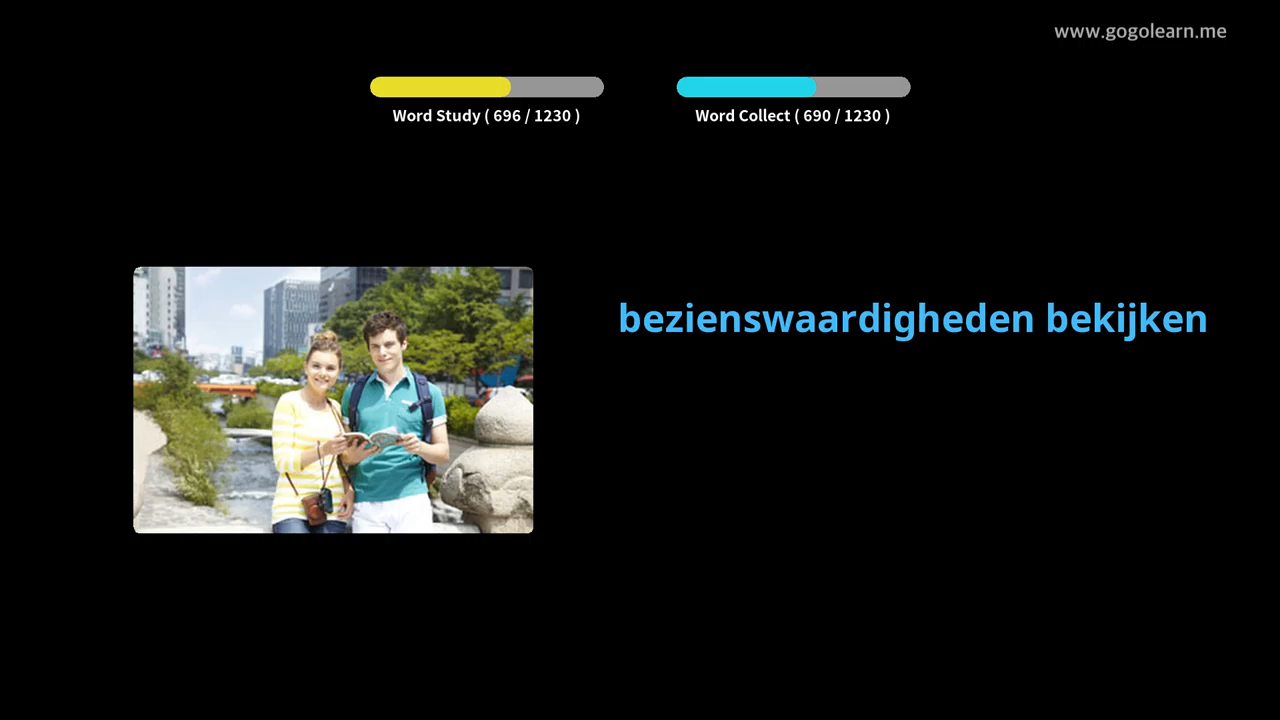 www.gogolearn.me
Word Study ( 696 / 1230 )
Word Collect ( 690 / 1230 )
bezienswaardigheden bekijken